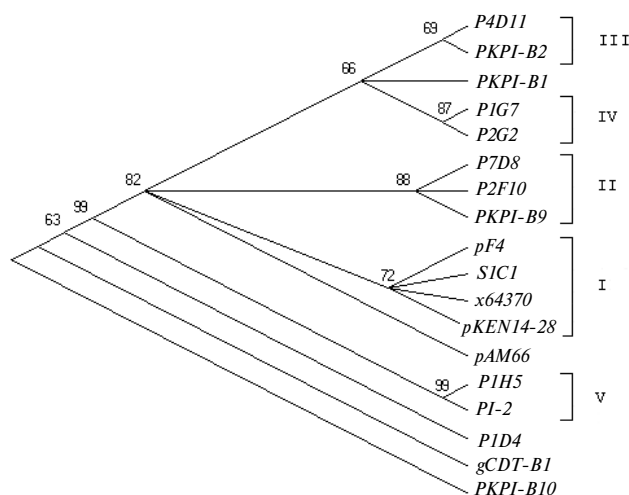 P4D11
69
III
PKPI-B2
66
PKPI-B1
P1G7
87
IV
P2G2
P7D8
82
88
P2F10
II
PKPI-B9
99
63
pF4
S1C1
72
I
x64370
pKEN14-28
pAM66
P1H5
99
V
PI-2
P1D4
gCDT-B1
PKPI-B10